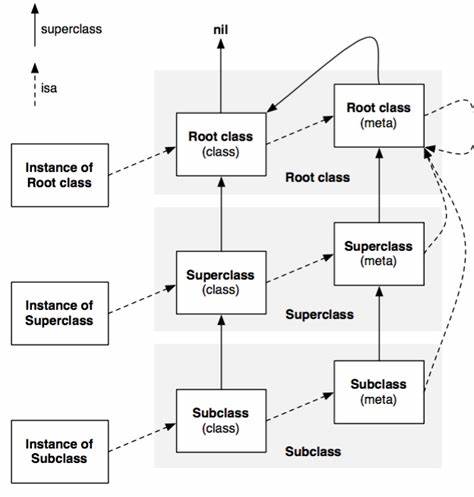 superclass
isa
nil
Root class
(class)
Root class
(meta)
Root class
Instance of
Root class
Superclass
(class)
Superclass
(meta)
Superclass
Instance of
Superclass
Subclass
(class)
Subclass
(meta)
Subclass
Instance of
Subclass